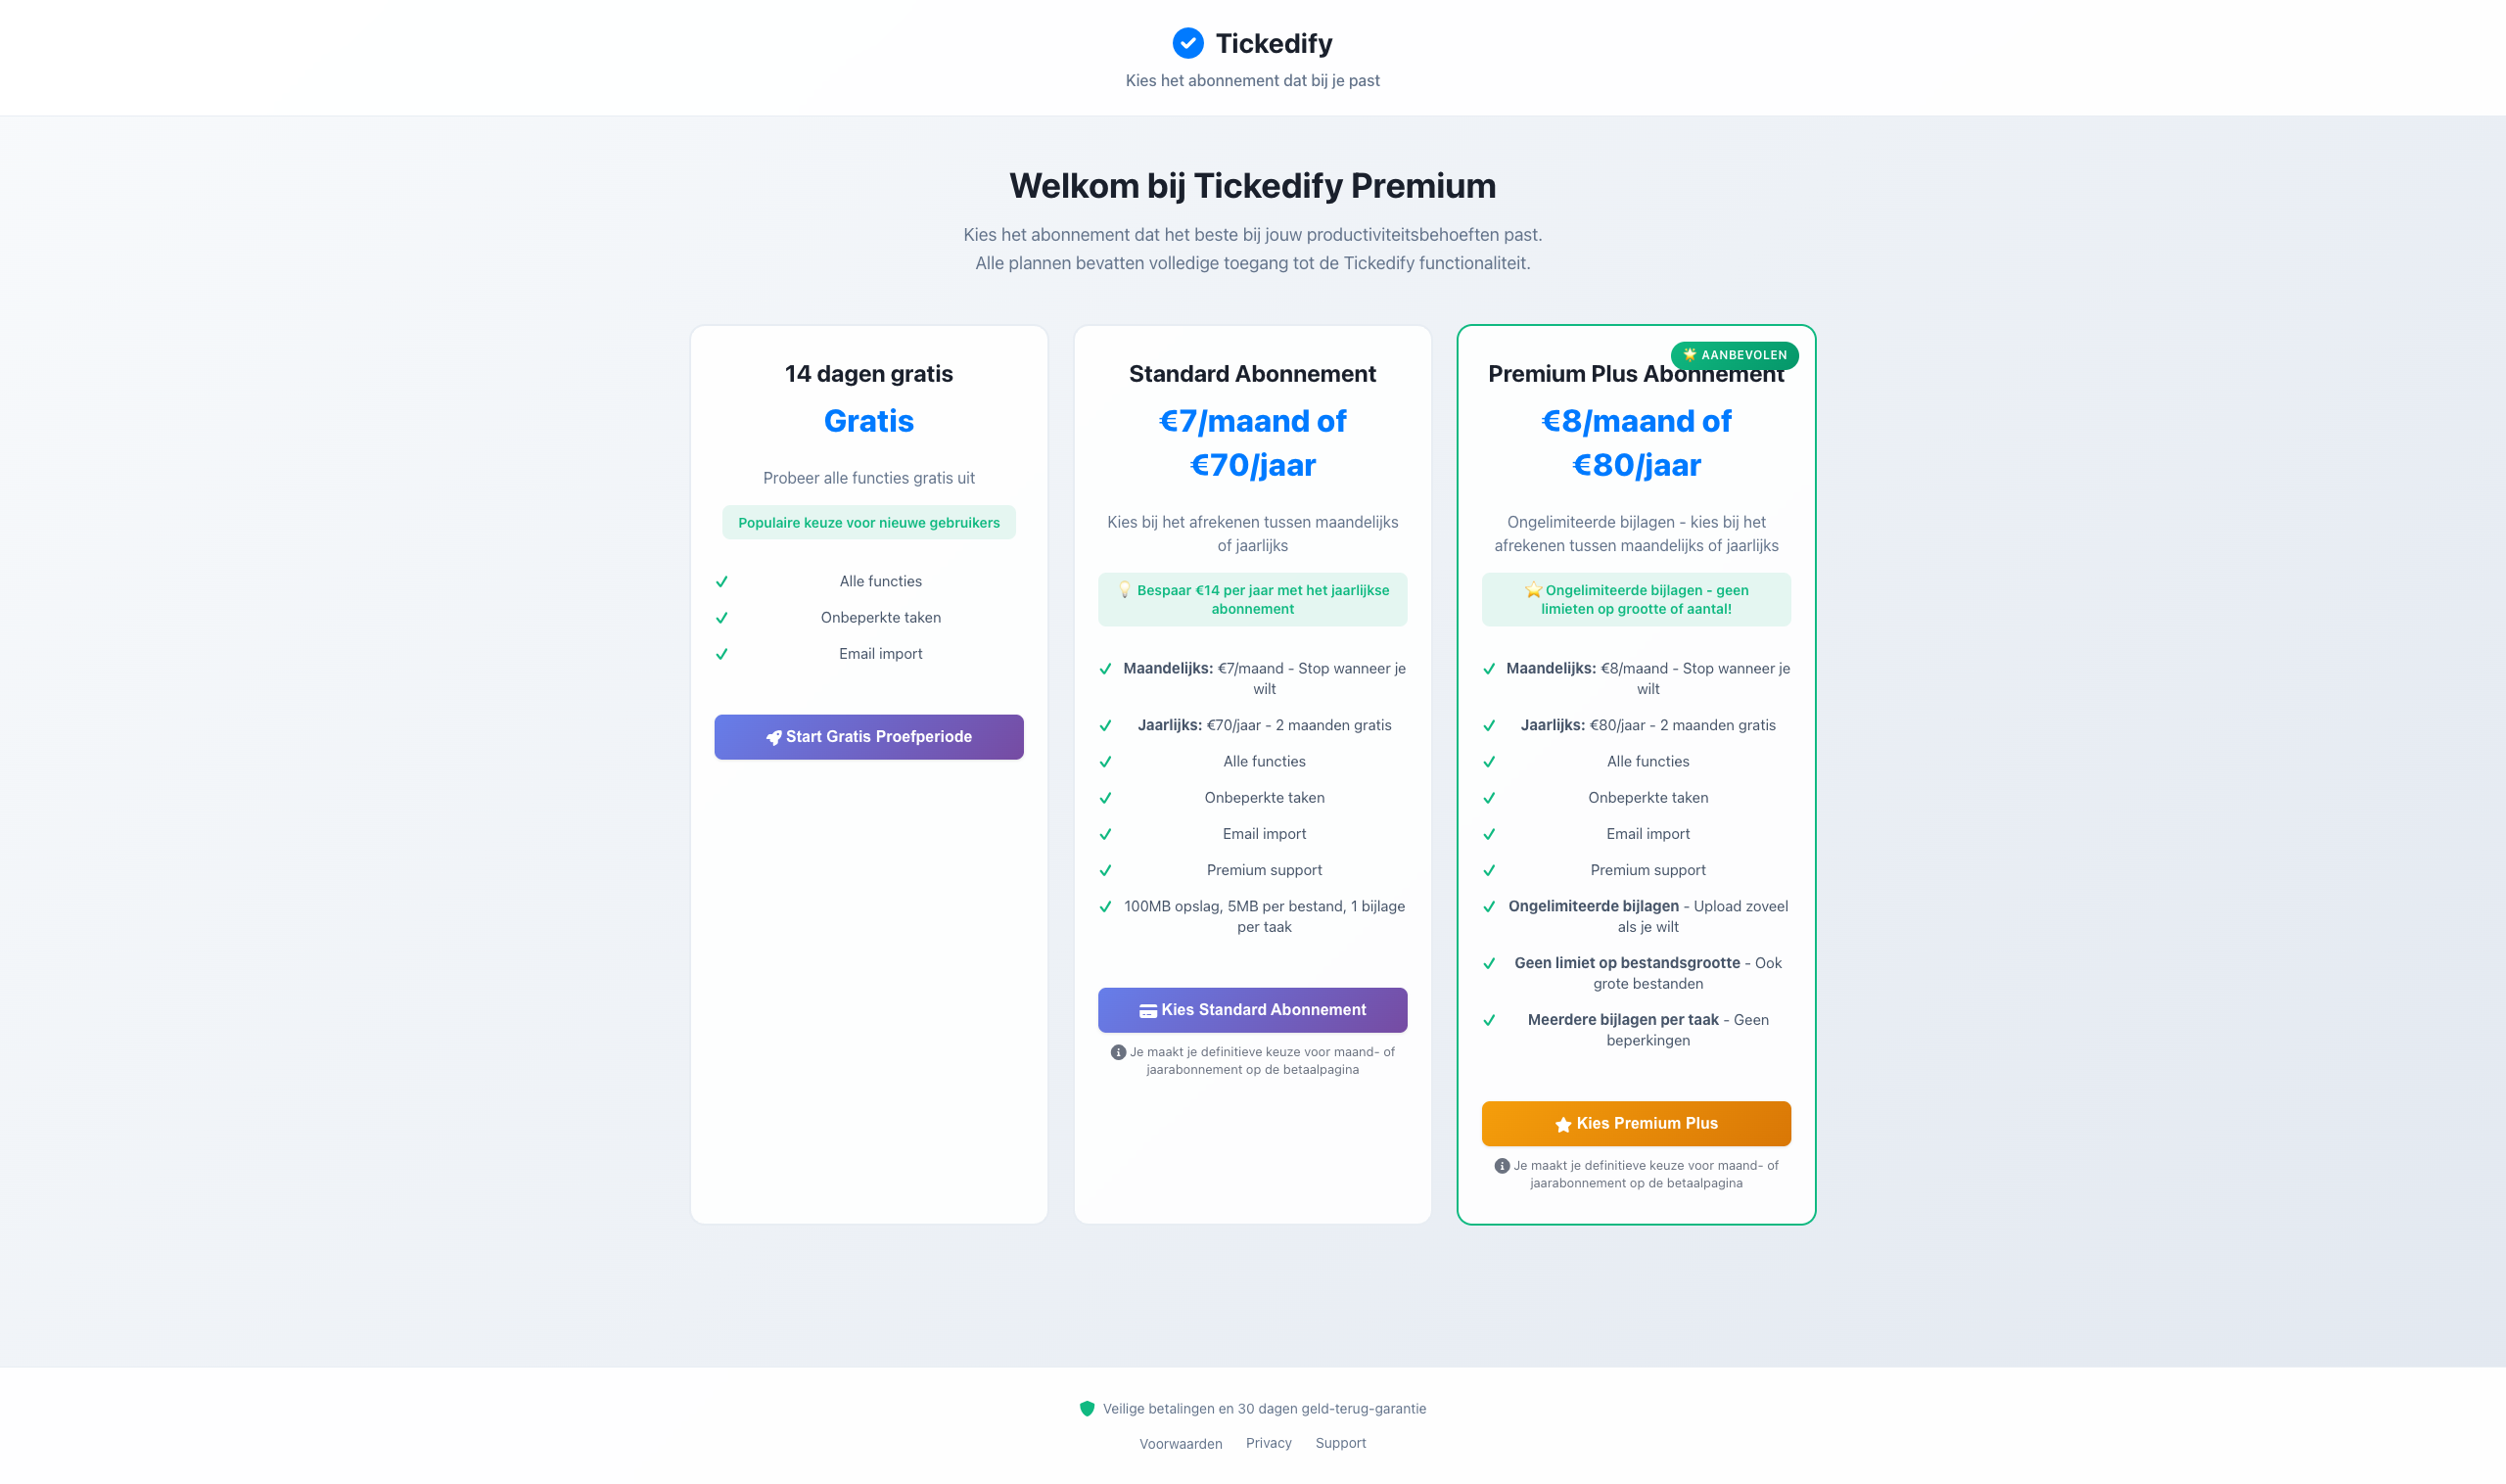 Tickedify
Kies het abonnement dat bij je past
Welkom bij Tickedify Premium
Kies het abonnement dat het beste bij jouw productiviteitsbehoeften past.
Alle plannen bevatten volledige toegang tot de Tickedify functionaliteit.
14 dagen gratis
Gratis
Probeer alle functies gratis uit
Populaire keuze voor nieuwe gebruikers
Alle functies
Onbeperkte taken
Email import
Start Gratis Proefperiode
Standard Abonnement
€7/maand of
€70/jaar
Kies bij het afrekenen tussen maandelijks
of jaarlijks
💡 Bespaar €14 per jaar met het jaarlijkse
abonnement
Maandelijks: €7/maand - Stop wanneer je
wilt
Jaarlijks: €70/jaar - 2 maanden gratis
Alle functies
Onbeperkte taken
Email import
Premium support
100MB opslag, 5MB per bestand, 1 bijlage
per taak
Kies Standard Abonnement
Je maakt je definitieve keuze voor maand- of
jaarabonnement op de betaalpagina
🌟 AANBEVOLEN
Premium Plus Abonnement
€8/maand of
€80/jaar
Ongelimiteerde bijlagen - kies bij het
afrekenen tussen maandelijks of jaarlijks
⭐ Ongelimiteerde bijlagen - geen
limieten op grootte of aantal!
Maandelijks: €8/maand - Stop wanneer je
wilt
Jaarlijks: €80/jaar - 2 maanden gratis
Alle functies
Onbeperkte taken
Email import
Premium support
Ongelimiteerde bijlagen - Upload zoveel
als je wilt
Geen limiet op bestandsgrootte - Ook
grote bestanden
Meerdere bijlagen per taak - Geen
beperkingen
Kies Premium Plus
Je maakt je definitieve keuze voor maand- of
jaarabonnement op de betaalpagina
Veilige betalingen en 30 dagen geld-terug-garantie
Voorwaarden Privacy Support